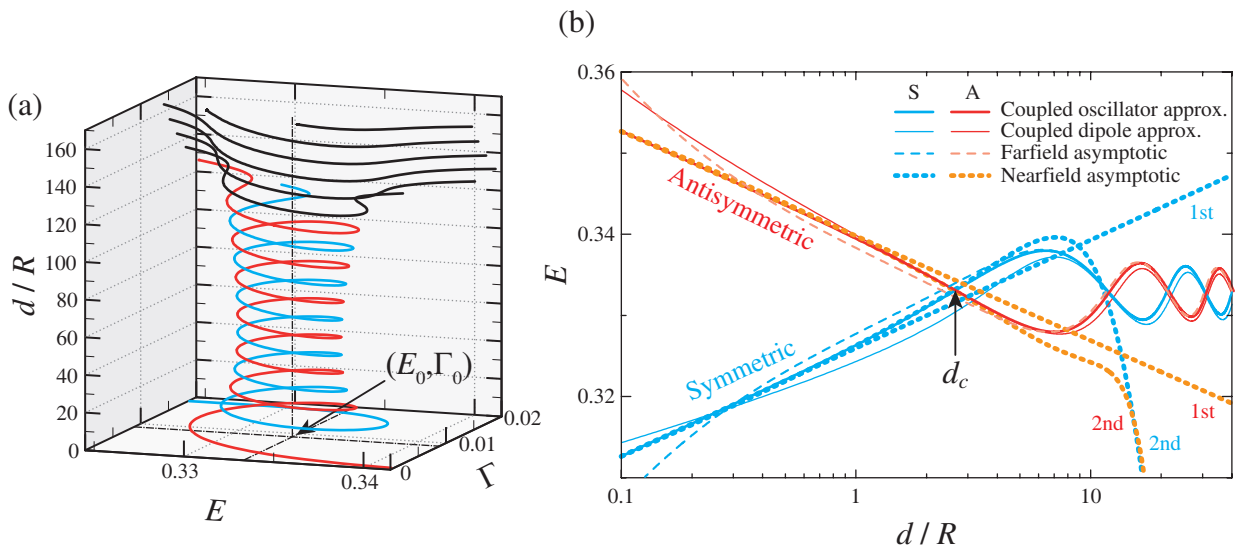 (a)
160
140
120
100
80
60
40
20
0
d / R
0.33
0.34
E
0
0.01
0.02
Γ
(E0,Γ0)
(b)
0.36
0.34
0.32
E
S A
Coupled oscillator approx.
Coupled dipole approx.
Farfield asymptotic
Nearfield asymptotic
Antisymmetric
Symmetric
1st
dc
1st
2nd
2nd
0.1
1
10
d / R